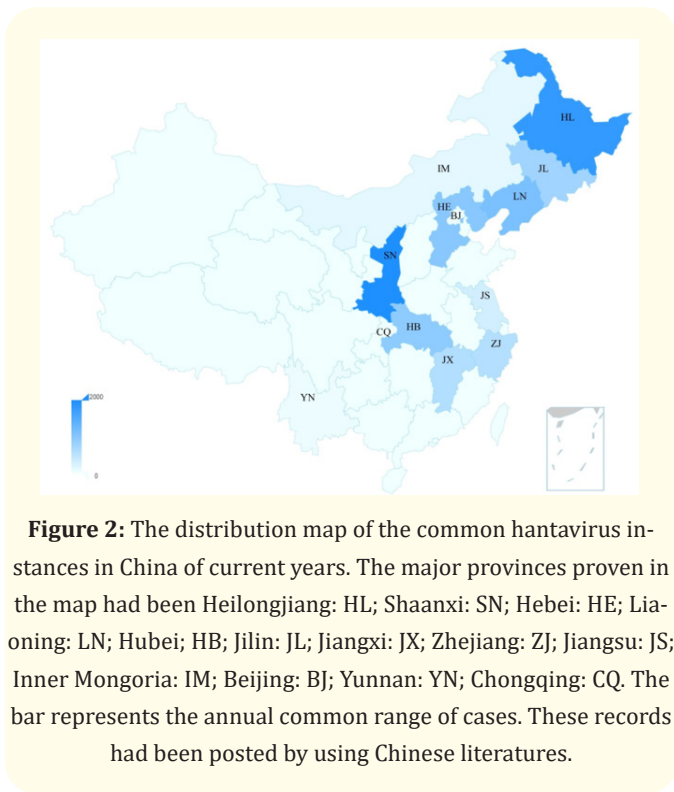 HL
IM
JL
LN
HE
BJ
SN
JS
HB
CQ
ZJ
JX
YN
2000
0
Figure 2: The distribution map of the common hantavirus in-
stances in China of current years. The major provinces proven in
the map had been Heilongjiang: HL; Shaanxi: SN; Hebei: HE; Lia-
oning: LN; Hubei; HB; Jilin: JL; Jiangxi: JX; Zhejiang: ZJ; Jiangsu: JS;
Inner Mongoria: IM; Beijing: BJ; Yunnan: YN; Chongqing: CQ. The
bar represents the annual common range of cases. These records
had been posted by using Chinese literatures.